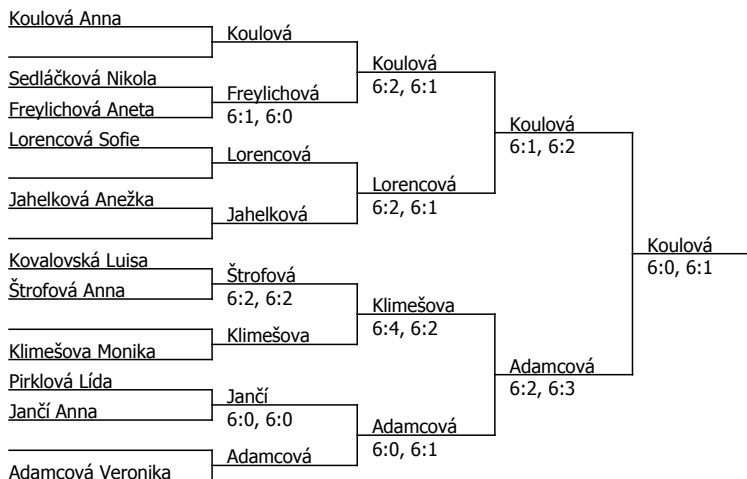 Koulová Anna
Sedláčková Nikola
Freylichová Aneta
Lorencová Sofie
Jahelková Anežka
Kovalovská Luisa
Štrofová Anna
Klimešova Monika
Pirklová Lída
Jančí Anna
Adamcová Veronika
Koulová
Freylichová
6:1, 6:0
Lorencová
Jahelková
Štrofová
6:2, 6:2
Klimešova
Jančí
6:0, 6:0
Adamcová
Koulová
6:2, 6:1
Lorencová
6:2, 6:1
Klimešova
6:4, 6:2
Adamcová
6:0, 6:1
Koulová
6:1, 6:2
Adamcová
6:2, 6:3
Koulová
6:0, 6:1